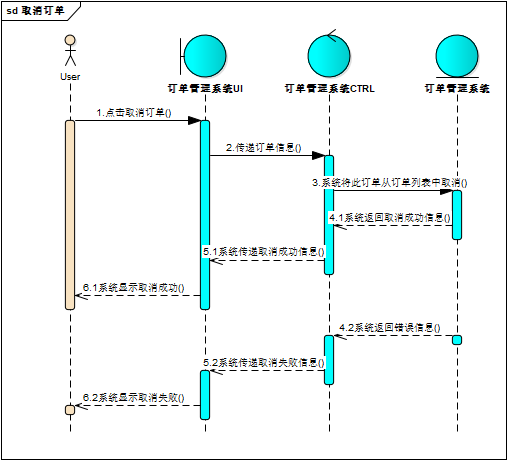 sd 取消订单
User
订单管理系统UI
订单管理系统CTRL
订单管理系统
1.点击取消订单()
2.传递订单信息()
3.系统将此订单从订单列表中取消()
4.1系统返回取消成功信息()
5.1系统传递取消成功信息()
6.1系统显示取消成功()
4.2系统返回错误信息()
5.2系统传递取消失败信息()
6.2系统显示取消失败()